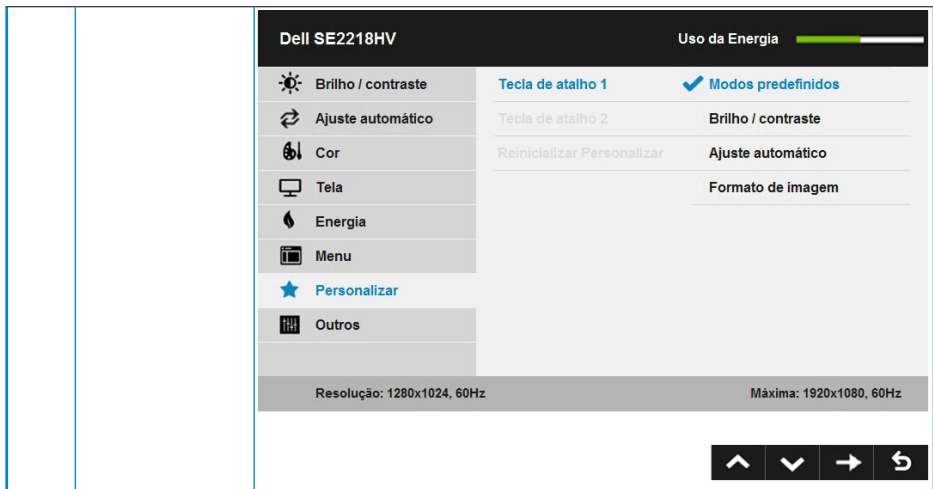 Dell SE2218HV
Uso da Energia
Brilho / contraste
Tecla de atalho 1
Modos predefinidos
Ajuste automático
Tecla de atalho 2
Brilho / contraste
Cor
Reinicializar Personalizar
Ajuste automático
Tela
Formato de imagem
Energia
Menu
Personalizar
Outros
Resolução: 1280x1024, 60Hz
Máxima: 1920x1080, 60Hz